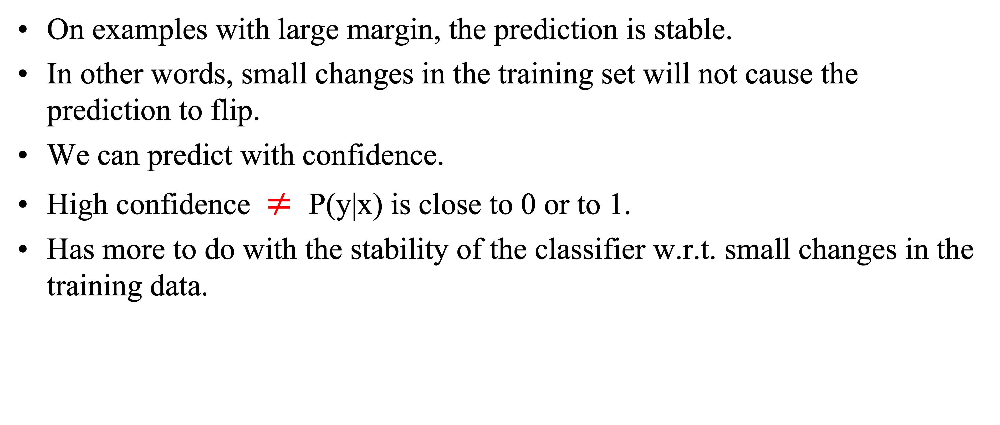 • On examples with large margin, the prediction is stable.
• In other words, small changes in the training set will not cause the
prediction to flip.
• We can predict with confidence.
• High confidence ≠ P(y|x) is close to 0 or to 1.
• Has more to do with the stability of the classifier w.r.t. small changes in the
training data.